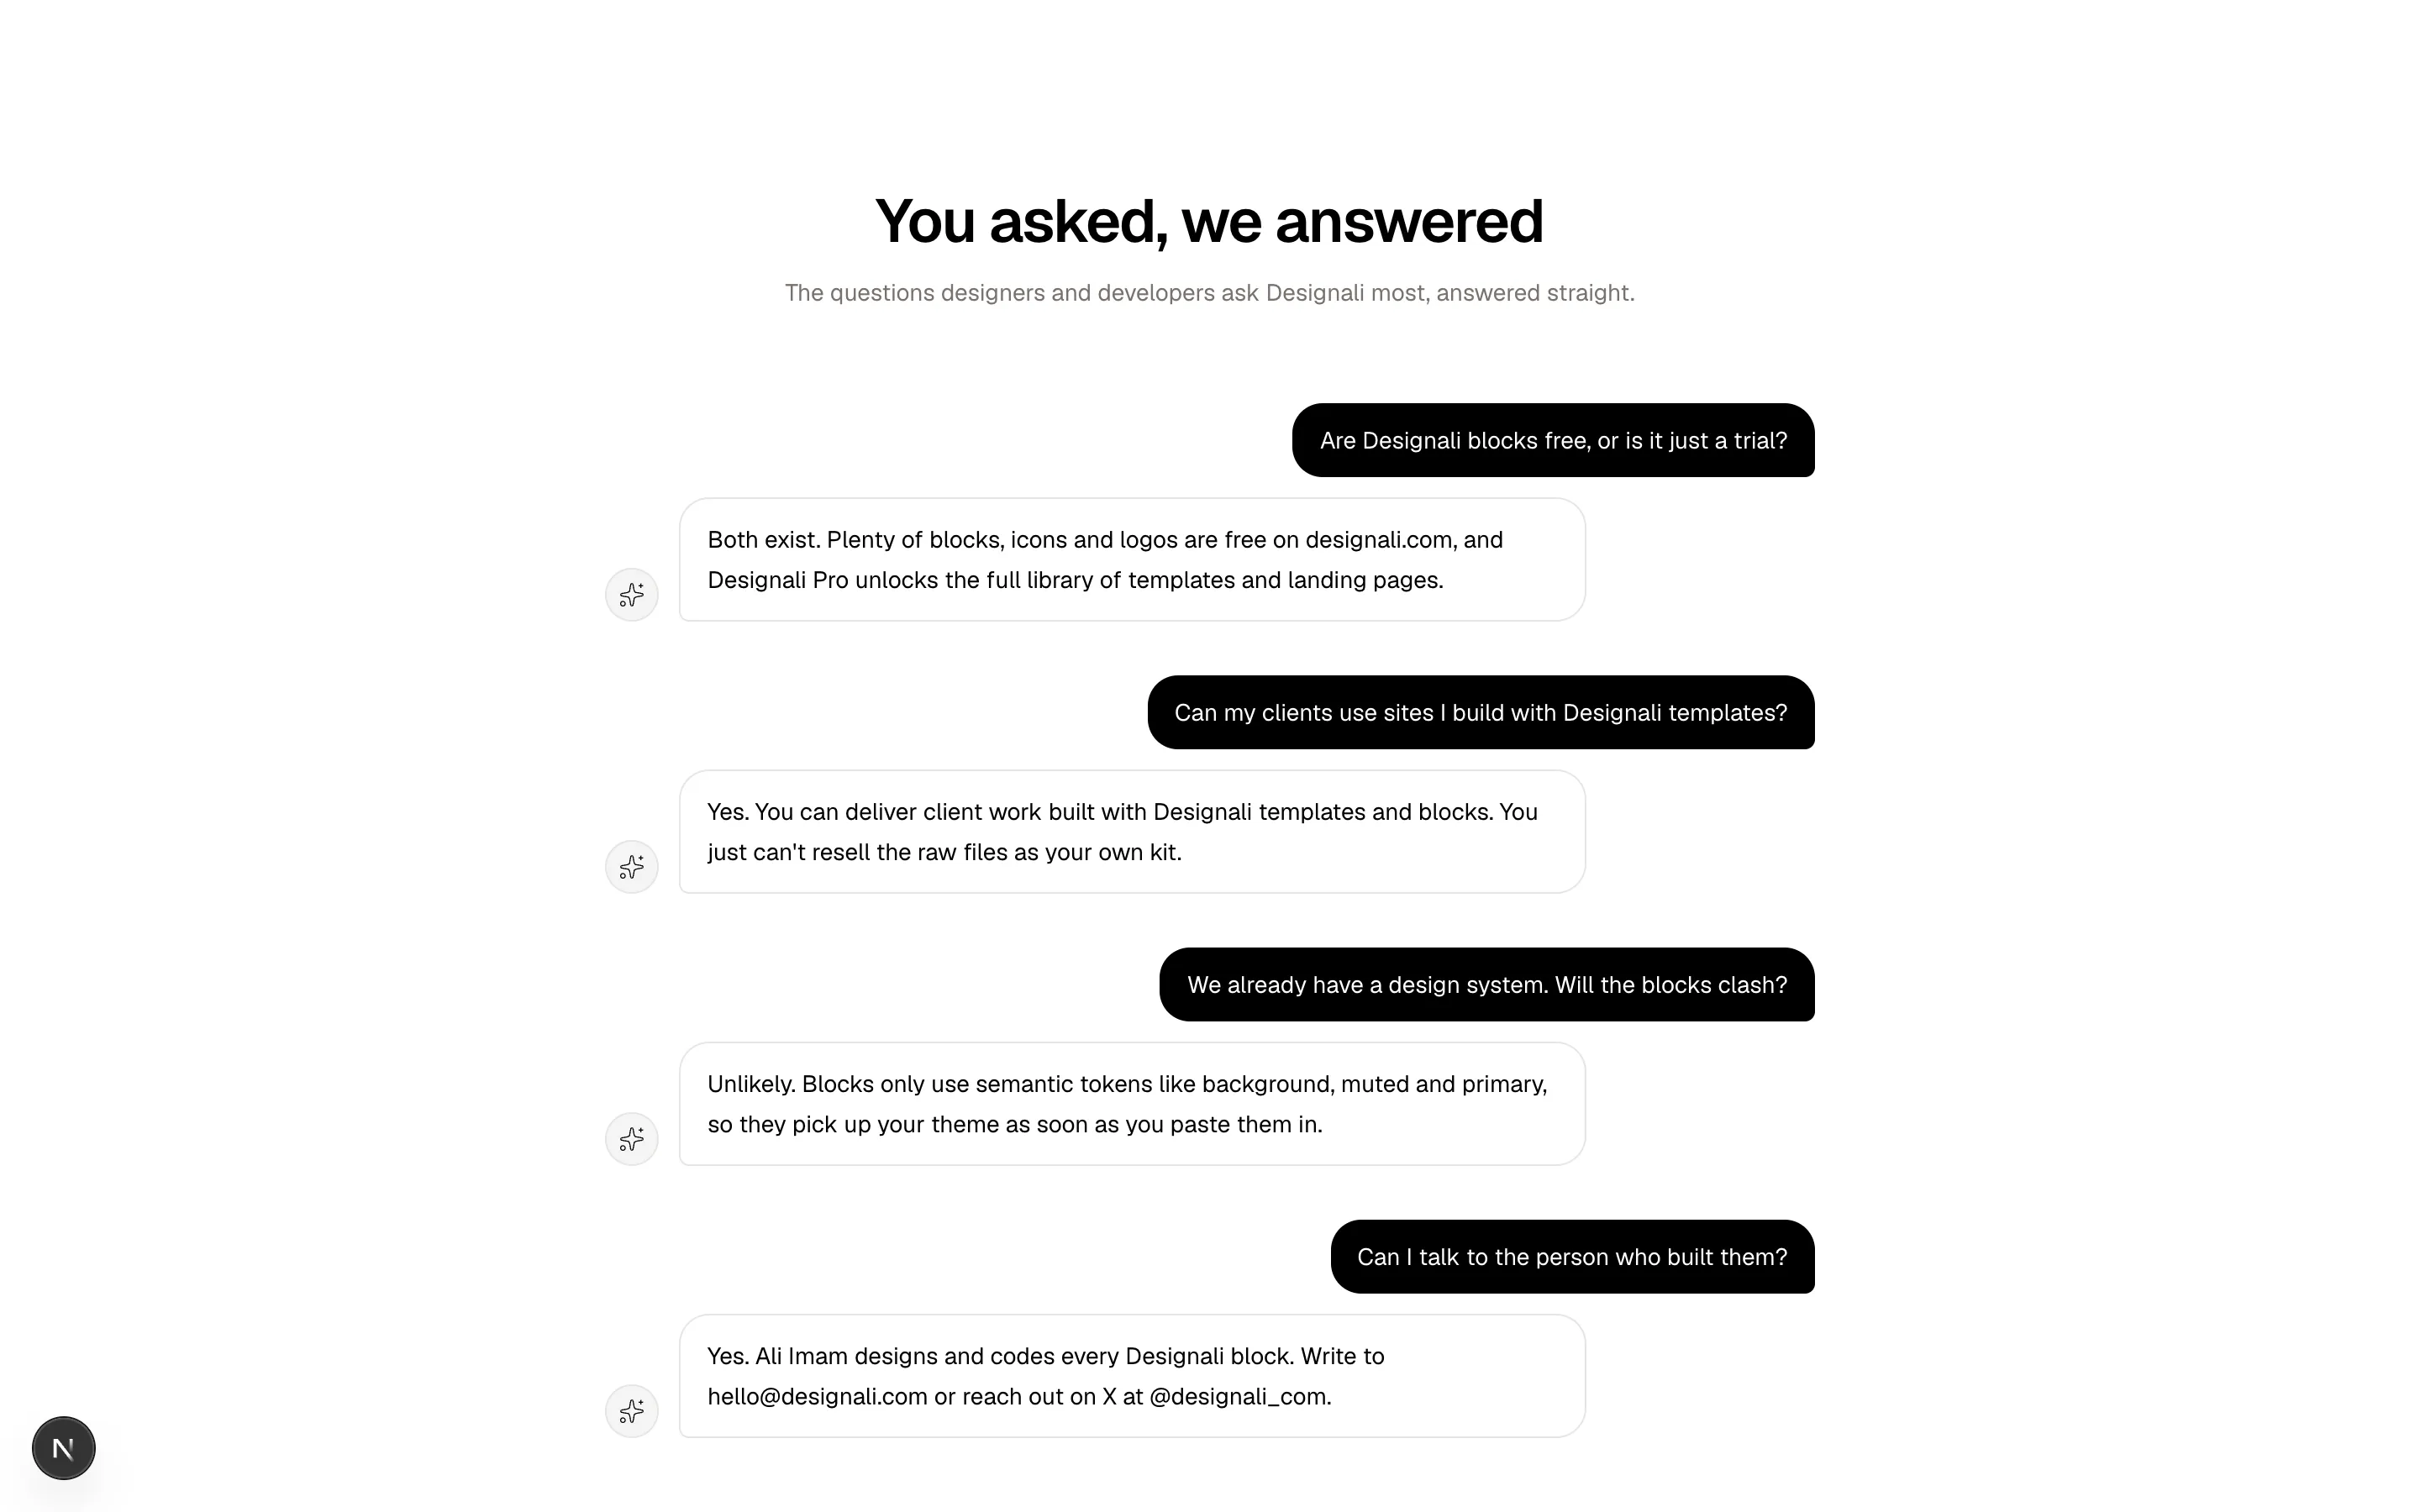 You asked, we answered
The questions designers and developers ask Designali most, answered straight.
Are Designali blocks free, or is it just a trial?
Both exist. Plenty of blocks, icons and logos are free on designali.com, and
Designali Pro unlocks the full library of templates and landing pages.
Can my clients use sites I build with Designali templates?
Yes. You can deliver client work built with Designali templates and blocks. You
just can't resell the raw files as your own kit.
We already have a design system. Will the blocks clash?
Unlikely. Blocks only use semantic tokens like background, muted and primary,
so they pick up your theme as soon as you paste them in.
Can I talk to the person who built them?
Yes. Ali Imam designs and codes every Designali block. Write to
hello@designali.com or reach out on X at @designali_com.
N